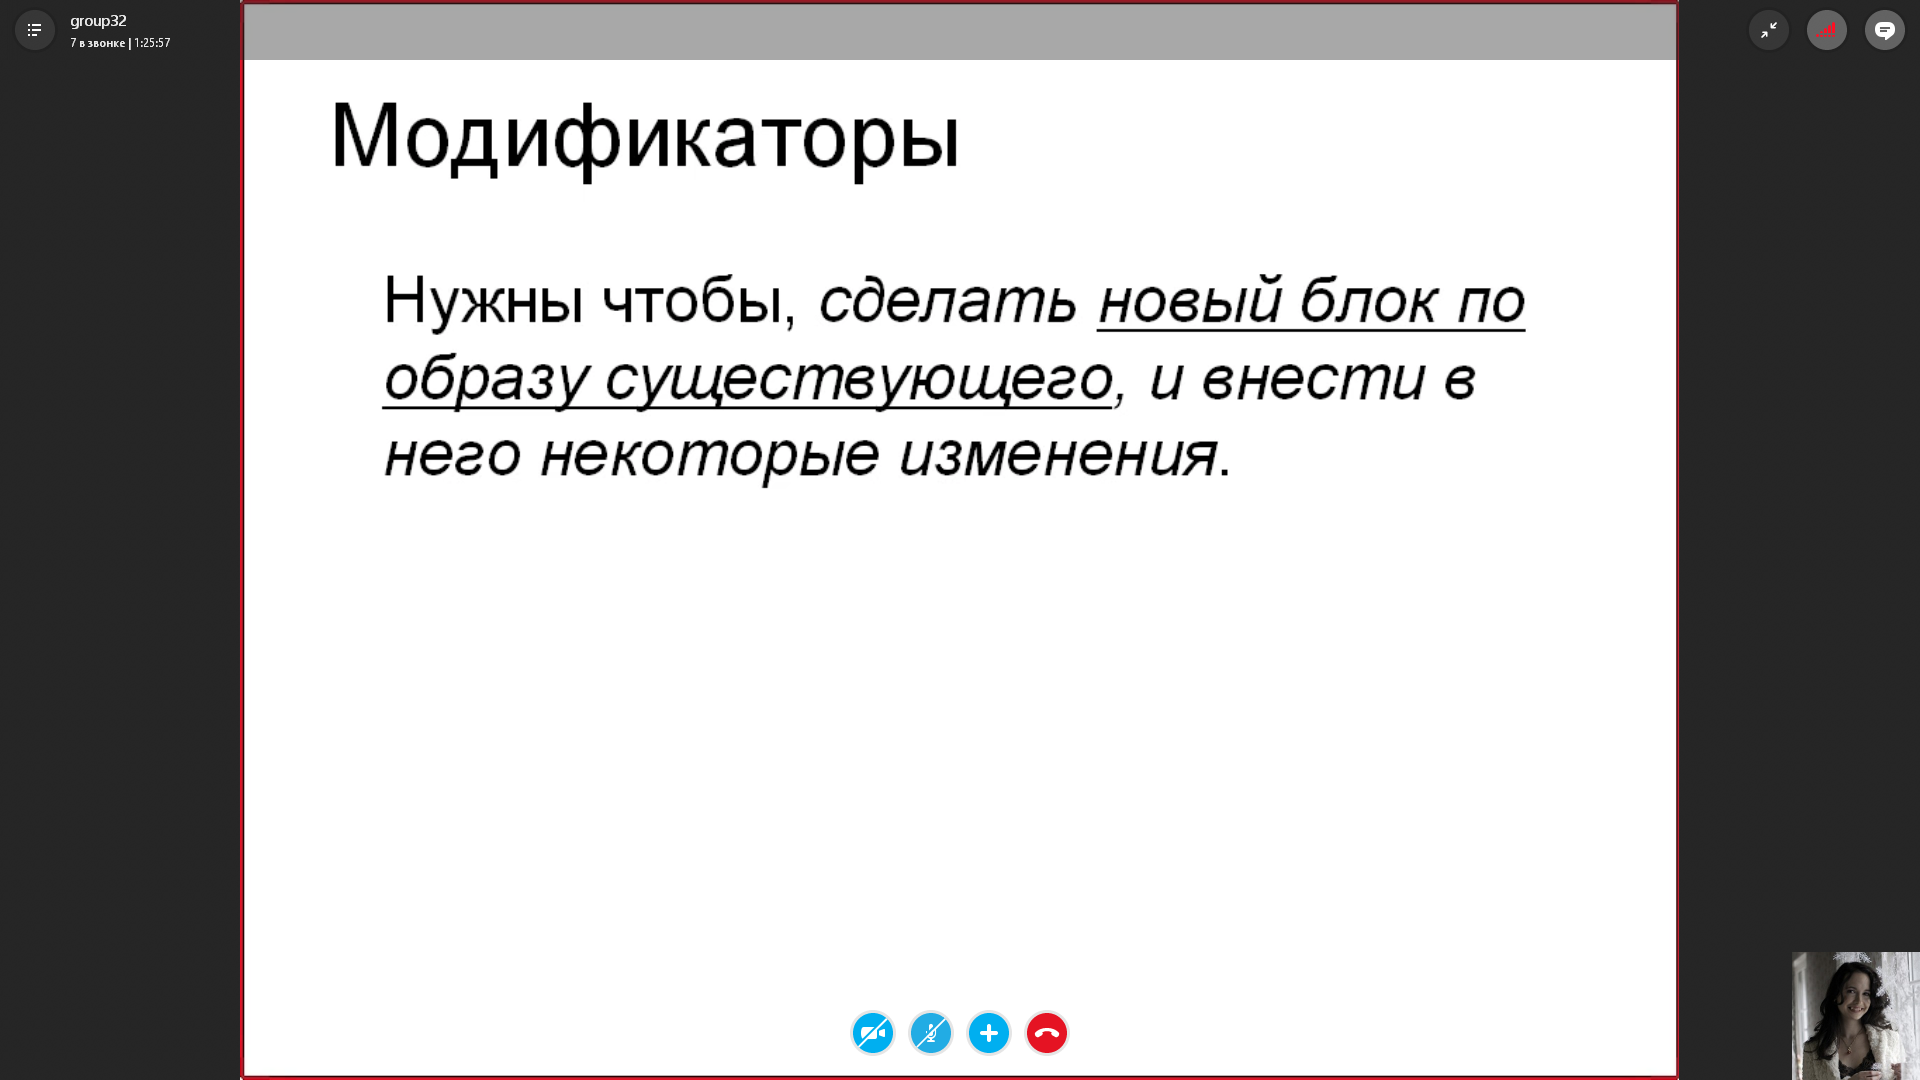 group32
7 в звонке | 1:25:57
Модификаторы
Нужны чтобы, сделать новый блок по
образу существующего, и внести в
него некоторые изменения.